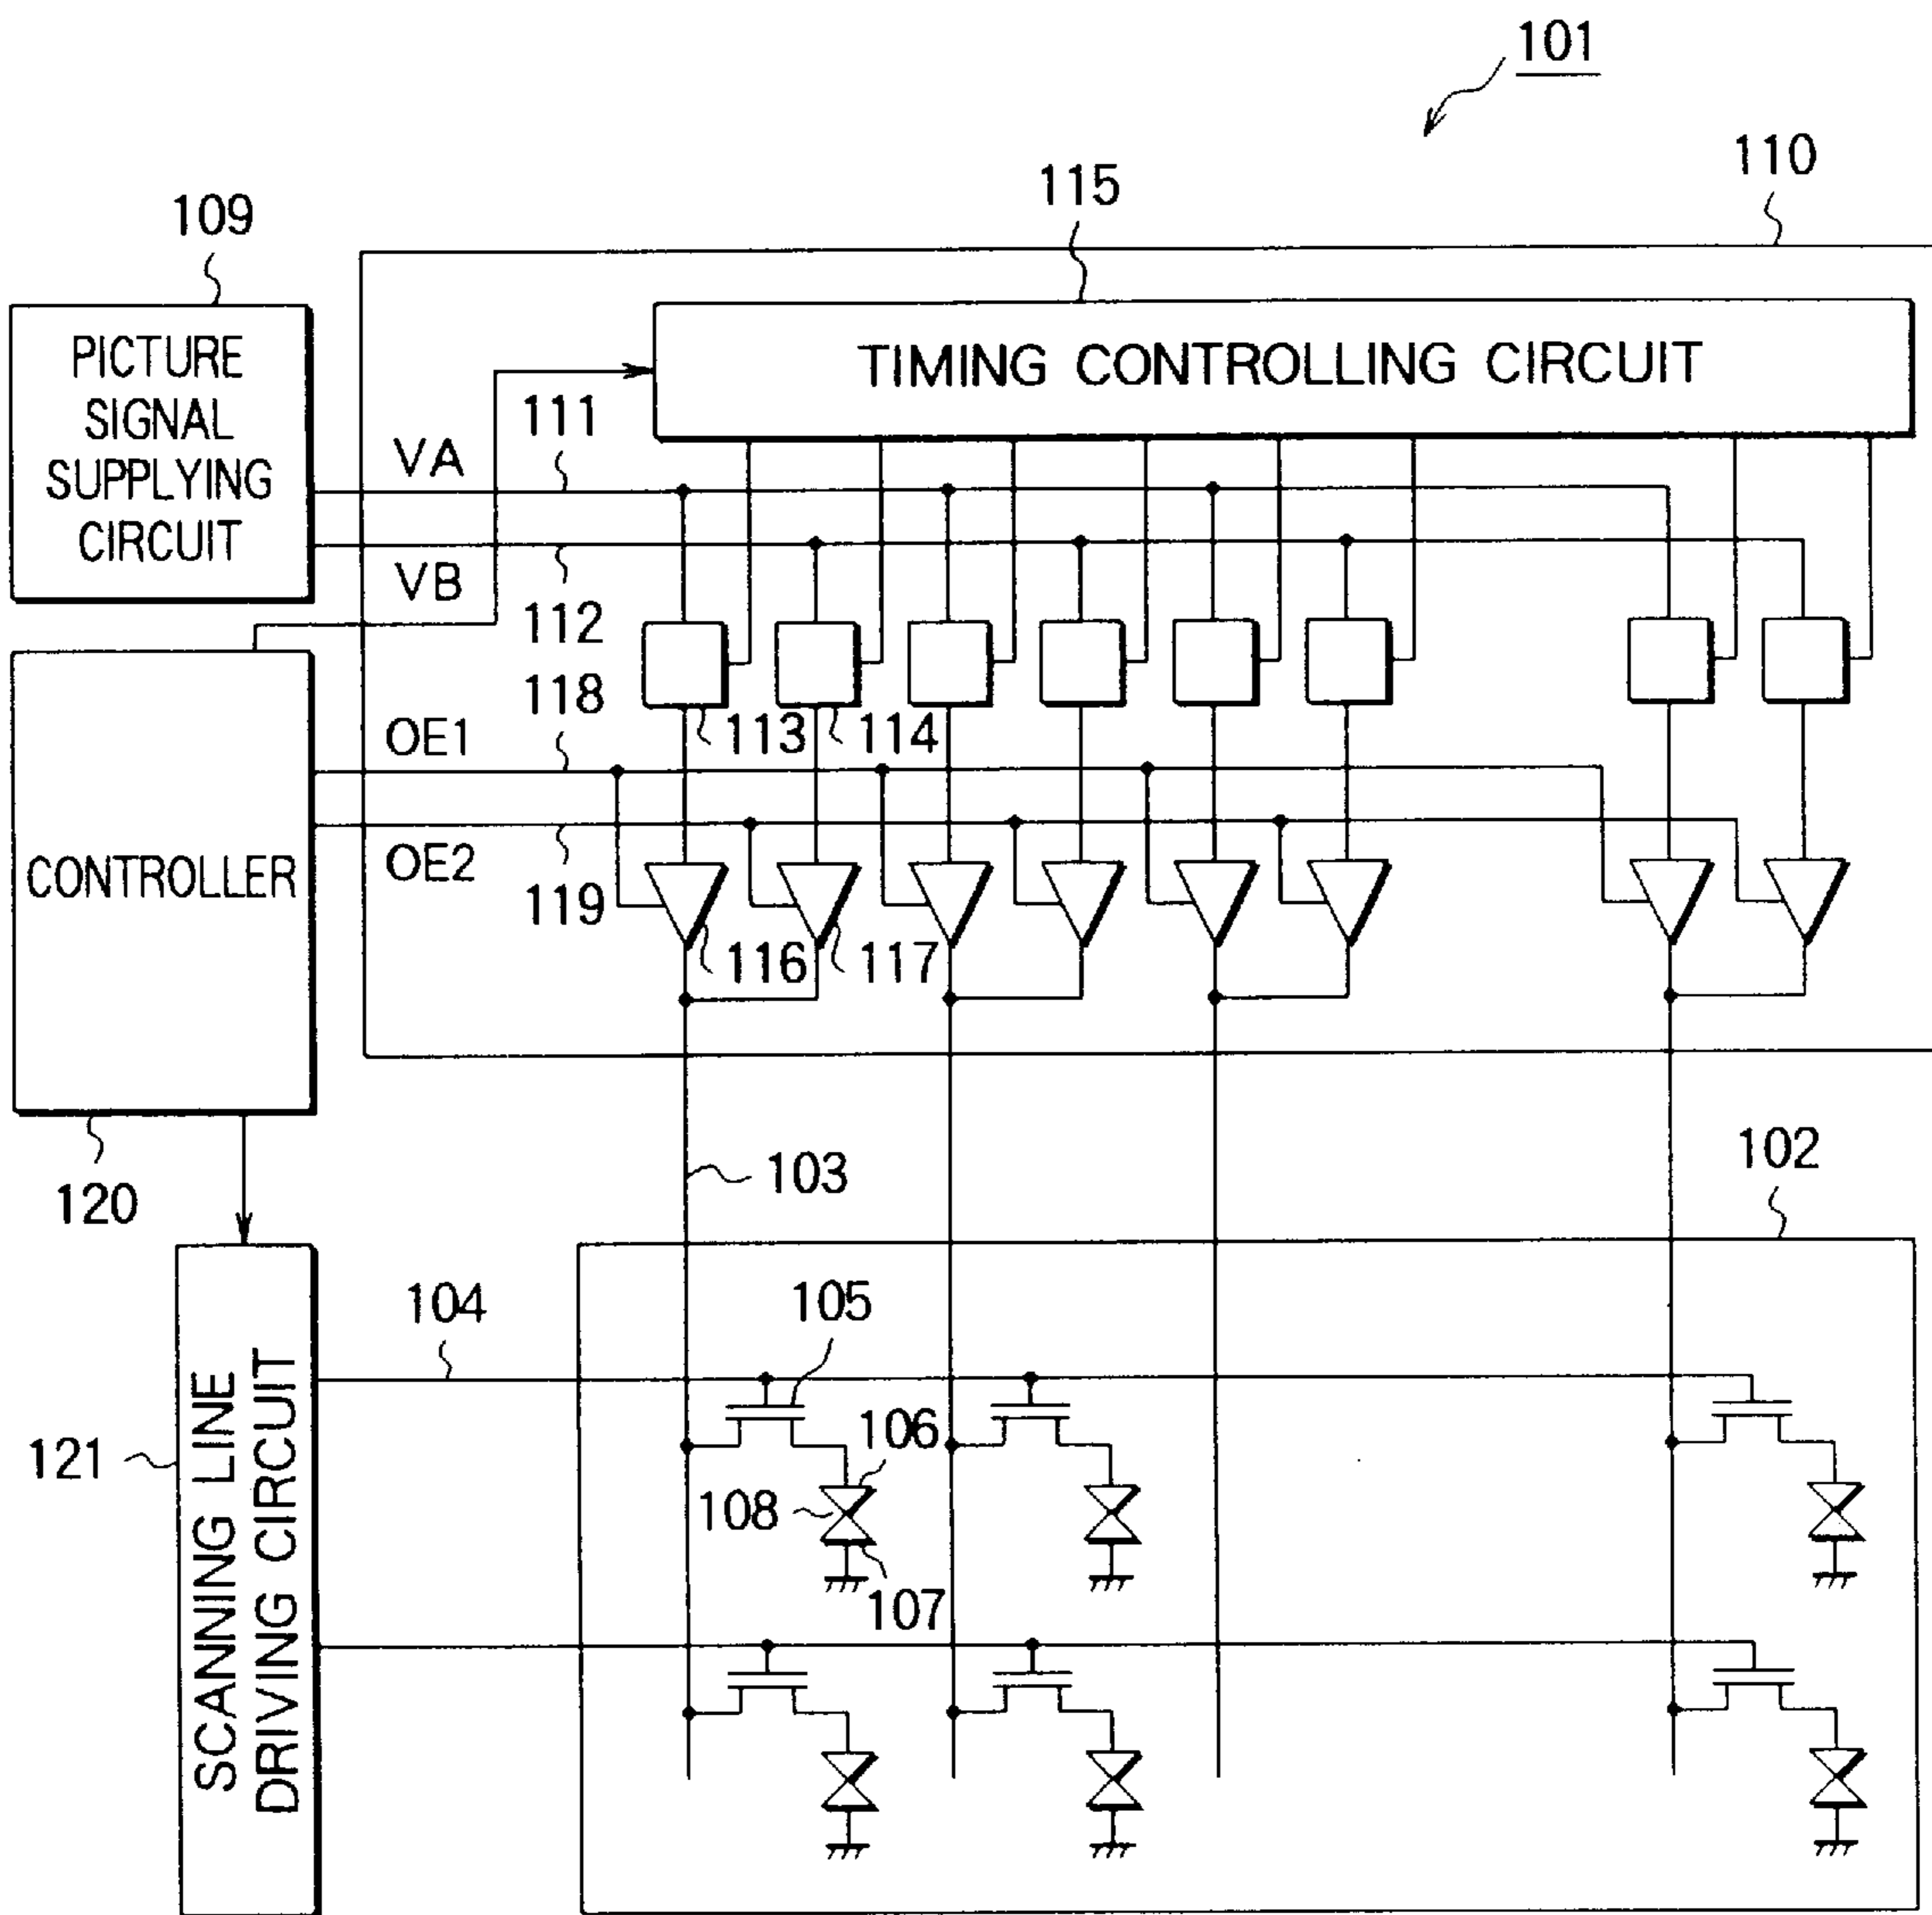 101
110
115
109
PICTURE
SIGNAL
SUPPLYING
CIRCUIT
TIMING CONTROLLING CIRCUIT
VA
111
VB
112
118
113
114
OE1
CONTROLLER
OE2
119
116
117
120
103
102
104
105
121
SCANNING LINE
DRIVING CIRCUIT
106
108
107